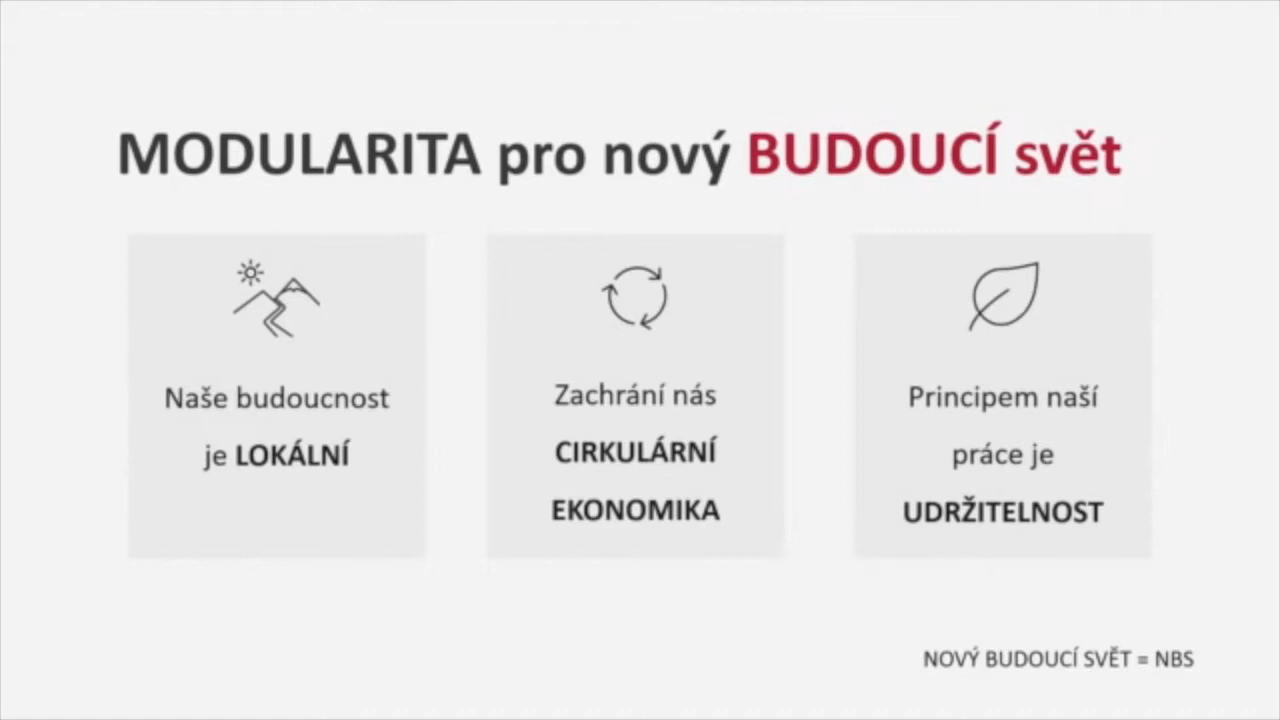 MODULARITA pro nový BUDOUCÍ svět
Naše budoucnost
je LOKÁLNÍ
Zachrání nás
CIRKULÁRNÍ
EKONOMIKA
Principem naší
práce je
UDRŽITELNOST
NOVÝ BUDOUCÍ SVĚT = NBS